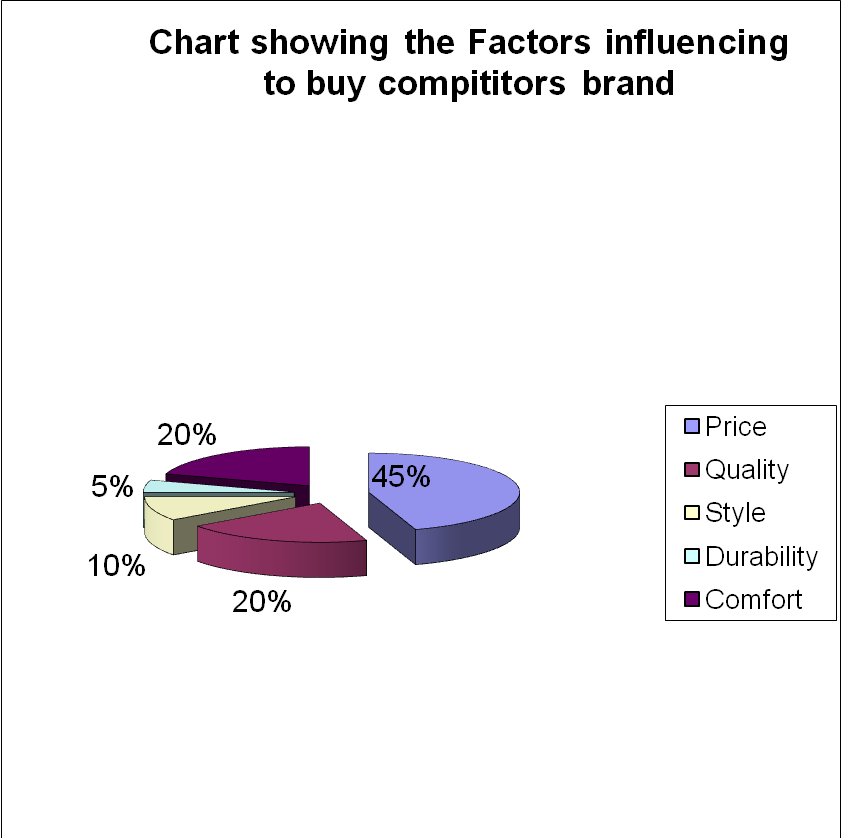 Chart showing the Factors influencing
to buy compititors brand
20%
45%
5%
10%
20%
Price
Quality
Style
Durability
Comfort